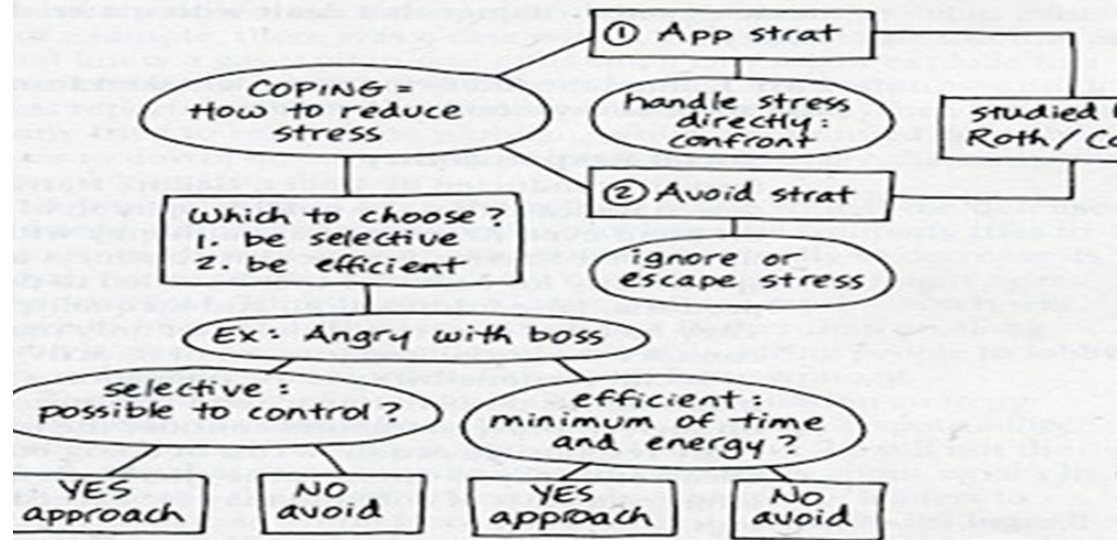 ① App strat
COPING =
How to reduce
stress
handle stress
directly
confront
studied
Roth/
② Avoid strat
Which to choose?
1. be selective
2 be efficient
ignore or
escape stress
Ex: Angry with boss
selective:
possible to control?
efficient:
minimum of time
and energy?
YES
approach
NO
avoid
YES
approach
NO
avoid